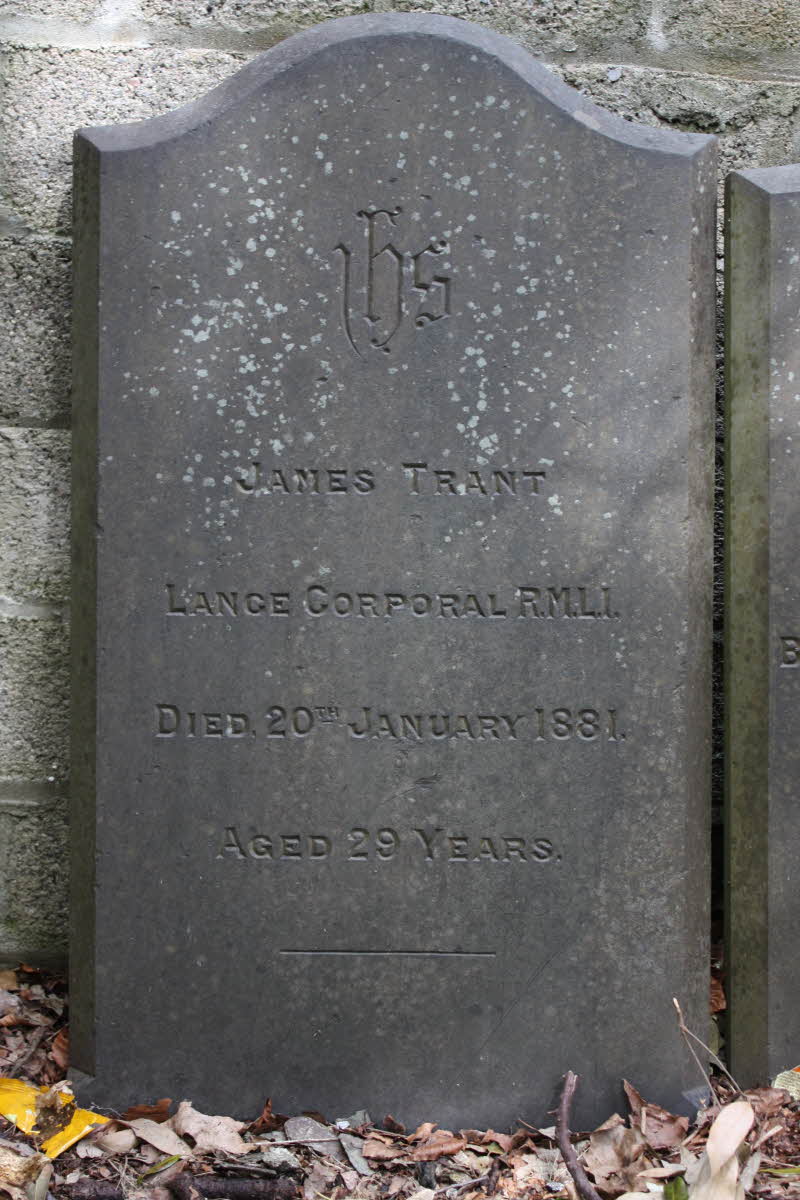 ihs
JAMES TRANT
LANCE CORPORAL R.M.L.I.
DIED, 20TH JANUARY 1881.
AGED 29 YEARS.
B